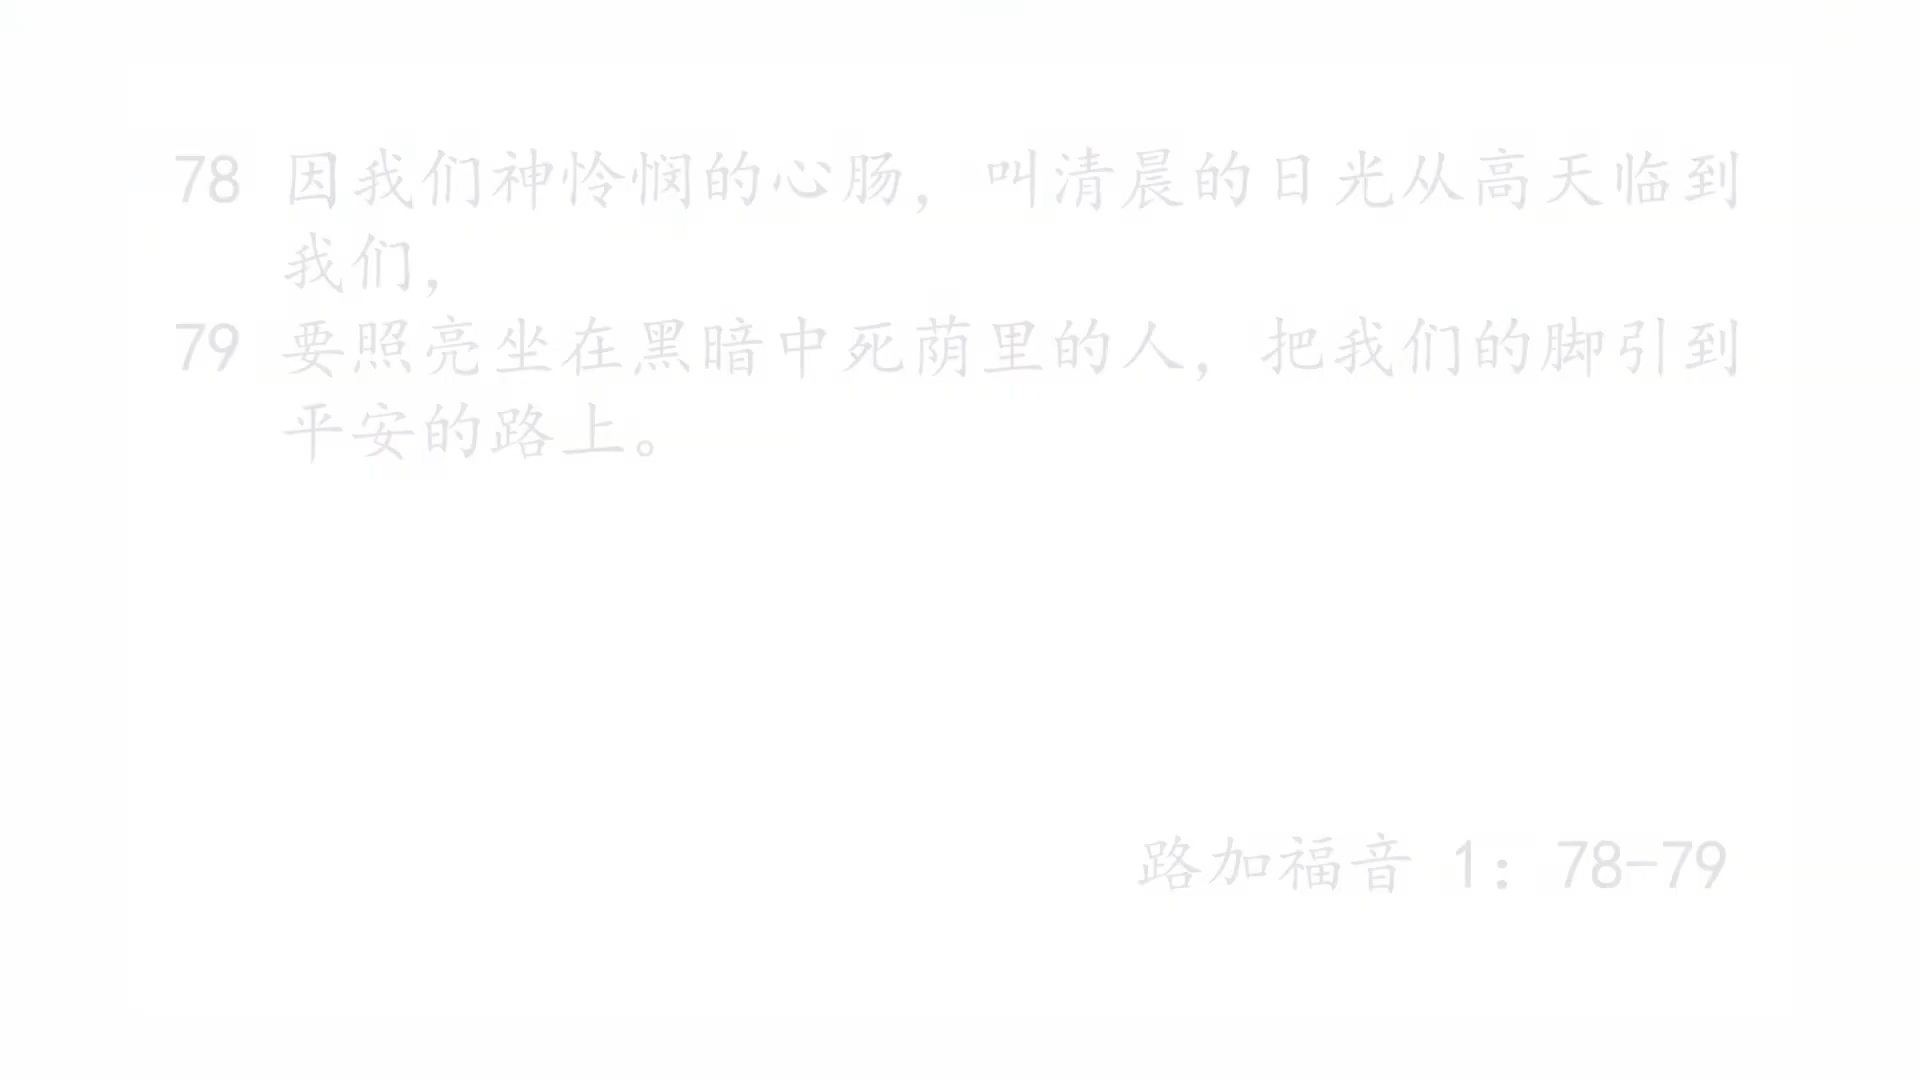 78 因我们神怜悯的心肠，叫清晨的日光从高天临到
我们，
79 要照亮坐在黑暗中死荫里的人，把我们的脚引到
平安的路上。
路加福音 1：78-79